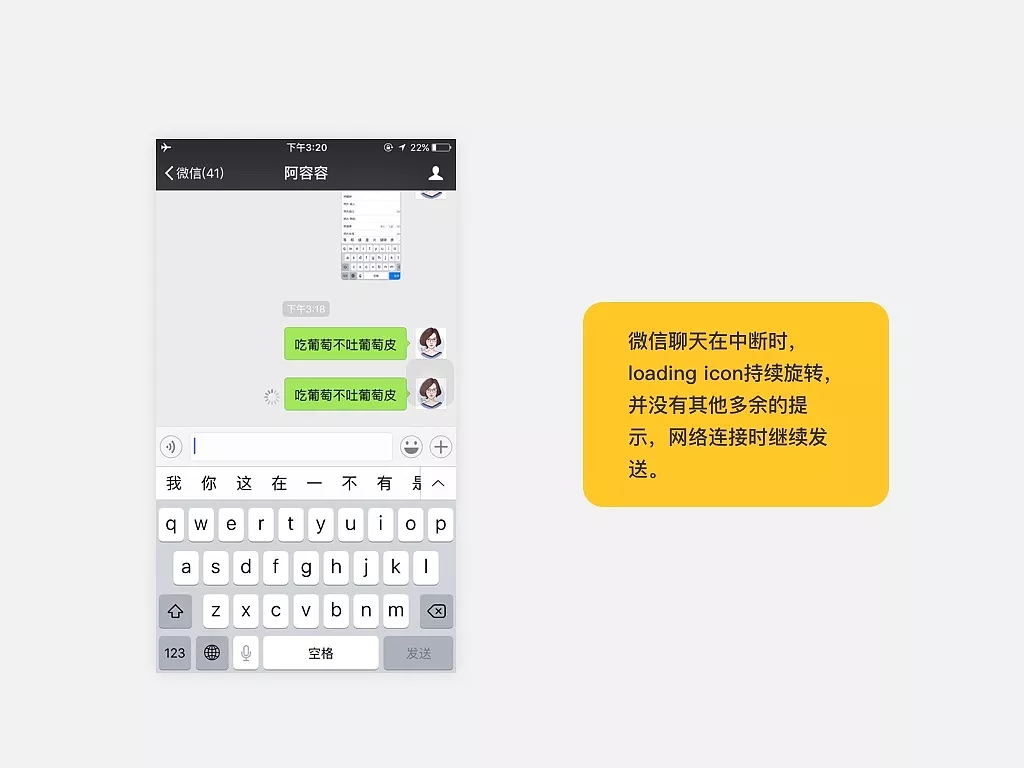 下午3:20
22%
微信(41)
阿容容
下午3:18
吃葡萄不吐葡萄皮
吃葡萄不吐葡萄皮
我 你 这 在 一 不 有 是
q w e r t y u i o p
a s d f g h j k l
z x c v b n m
123
空格
发送
微信聊天在中断时,
loading icon持续旋转,
并没有其他多余的提
示，网络连接时继续发
送。